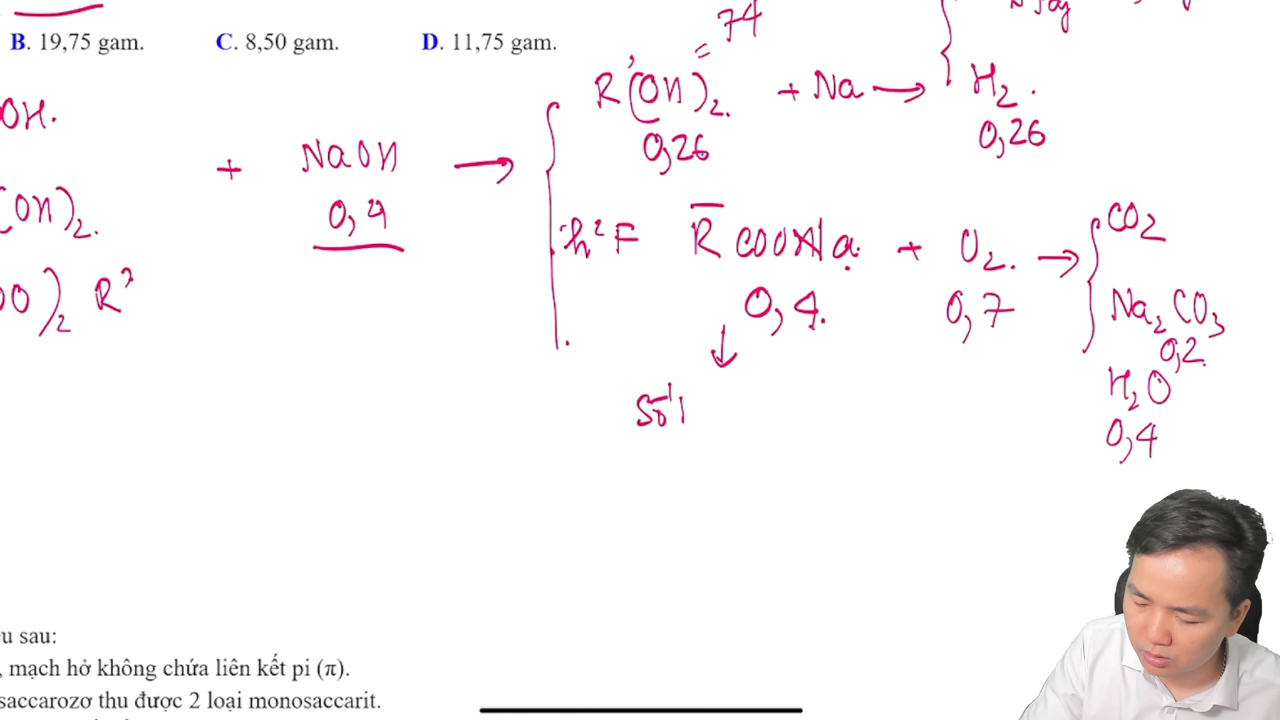 B. 19,75 gam. C. 8,50 gam. D. 11,75 gam.
= 74
R'(OH)2. + Na → H2.
0,26 0,26
OH.
+ NaOH →
0,4
(OH)2.
h² F R̅COONa + O2. → CO2
0,4. 0,7 Na2CO3
0,2.
OO)2 R'
H2O
0,4
Số
u sau:
, mạch hở không chứa liên kết pi (π).
saccarozơ thu được 2 loại monosaccarit.